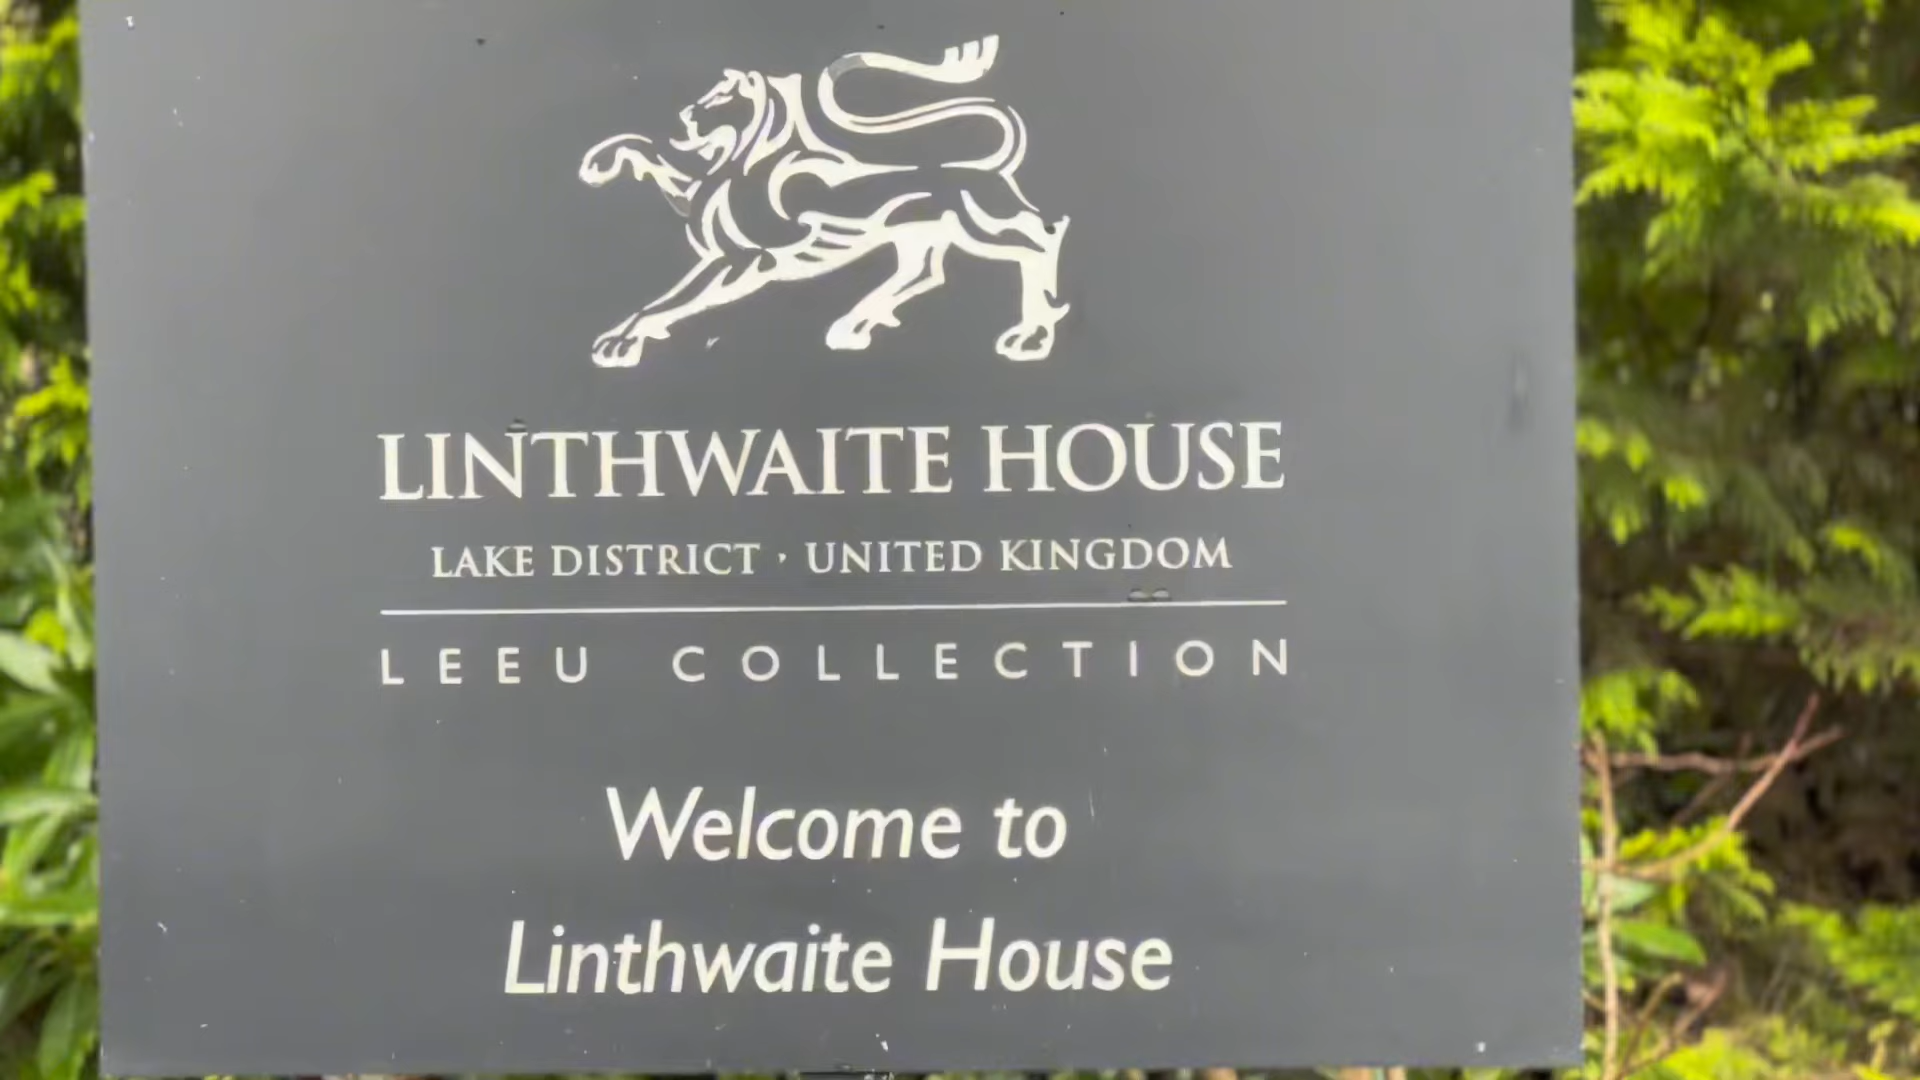 LINTHWAITE HOUSE
LAKE DISTRICT · UNITED KINGDOM
LEEU COLLECTION
Welcome to
Linthwaite House